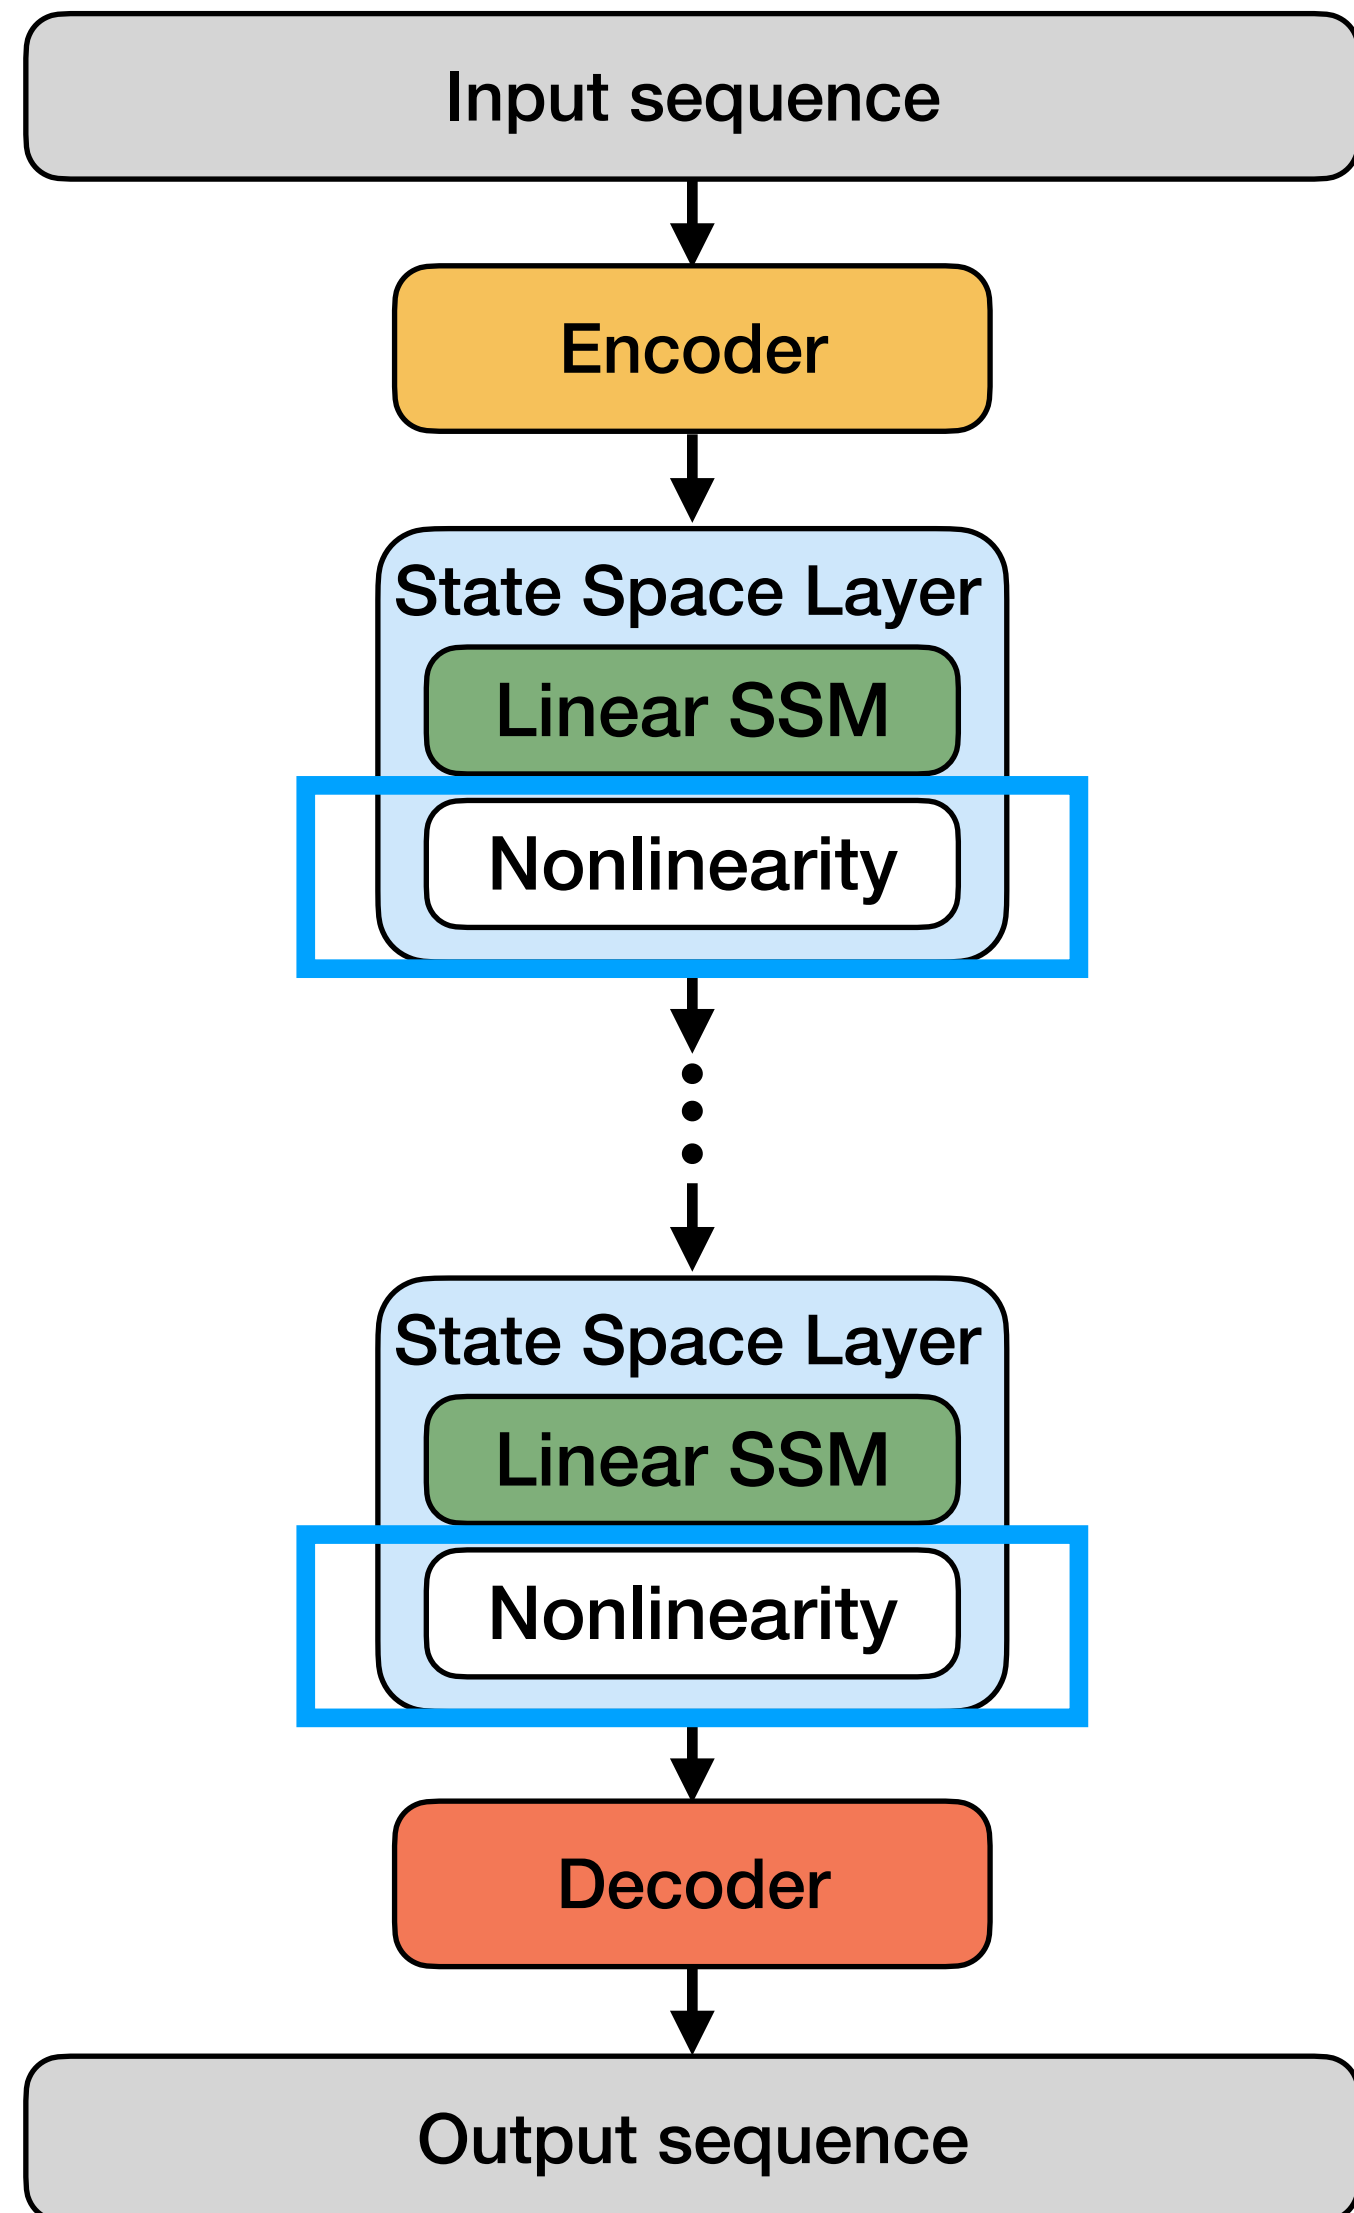 Input sequence
Encoder
State Space Layer
Linear SSM
Nonlinearity
State Space Layer
Linear SSM
Nonlinearity
Decoder
Output sequence